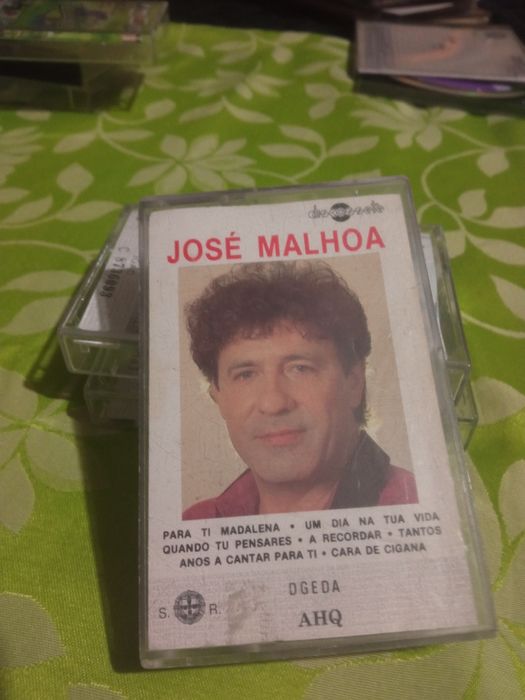 discossete
JOSÉ MALHOA
PARA TI MADALENA • UM DIA NA TUA VIDA
QUANDO TU PENSARES • A RECORDAR • TANTOS
ANOS A CANTAR PARA TI • CARA DE CIGANA
DGEDA
S. R.
AHQ